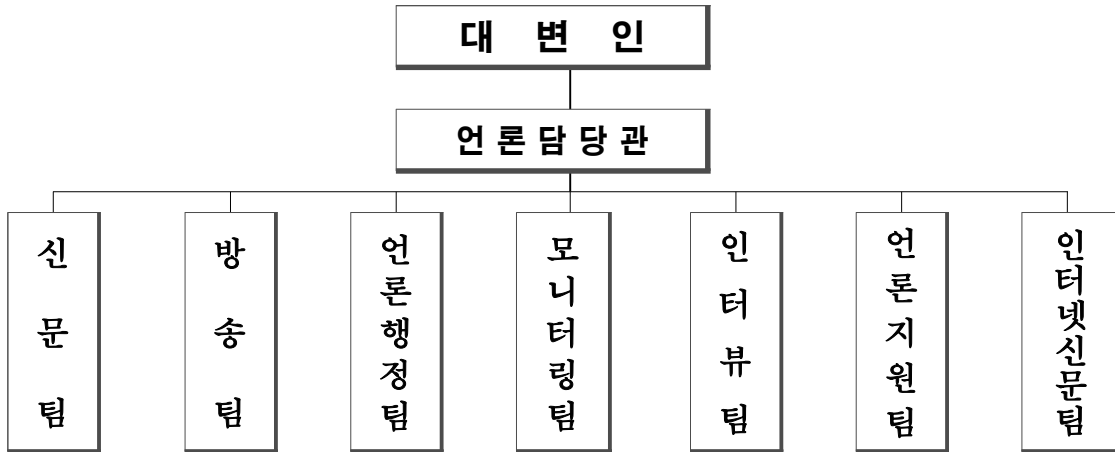 대 변 인
언 론 담 당 관
신문팀
방송팀
언론행정팀
모니터링팀
인터뷰팀
언론지원팀
인터넷신문팀